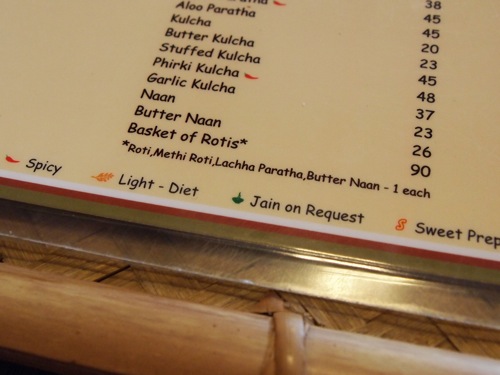 38
45
Aloo Paratha 45
Kulcha 20
Butter Kulcha 23
Stuffed Kulcha 45
Phirki Kulcha 48
Garlic Kulcha 37
Naan 23
Butter Naan 26
Basket of Rotis* 90
*Roti,Methi Roti,Lachha Paratha,Butter Naan - 1 each
Spicy Light - Diet Jain on Request Sweet Prep